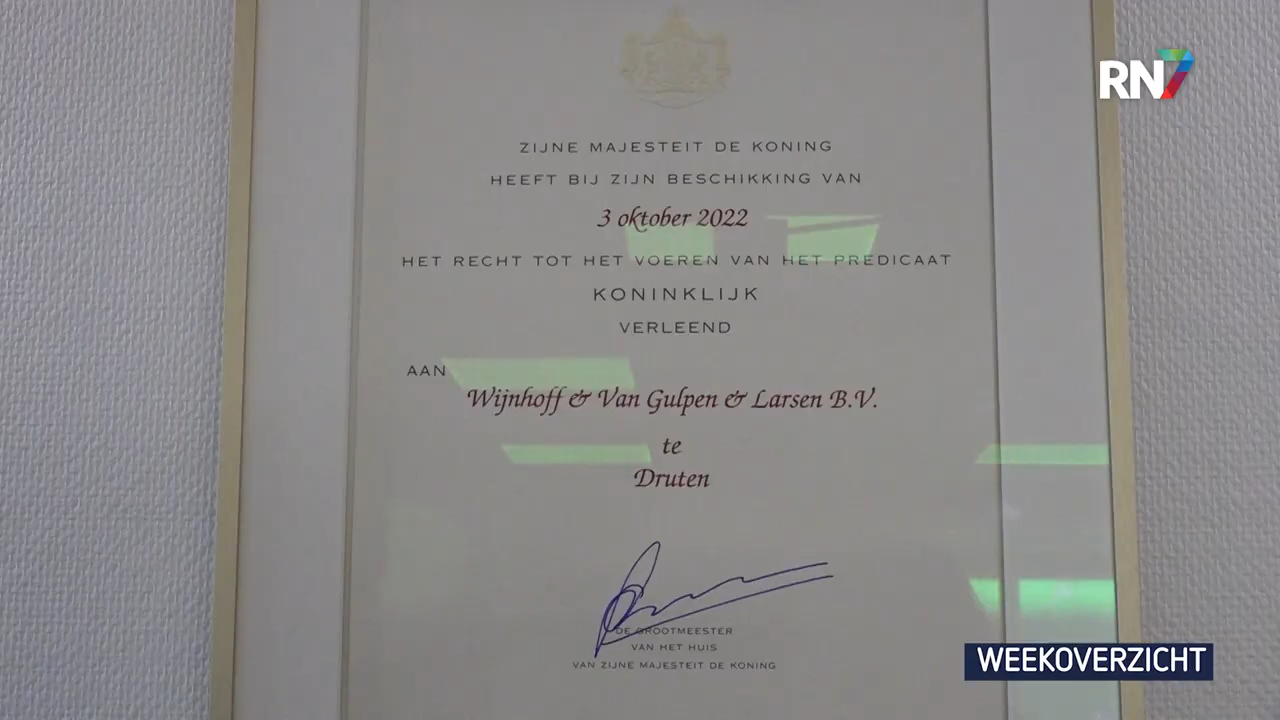 RN7
ZIJNE MAJESTEIT DE KONING
HEEFT BIJ ZIJN BESCHIKKING VAN
3 oktober 2022
HET RECHT TOT HET VOEREN VAN HET PREDICAAT
KONINKLIJK
VERLEEND
AAN
Wijnhoff & Van Gulpen & Larsen B.V.
te
Druten
DE GROOTMEESTER
VAN HET HUIS
VAN ZIJNE MAJESTEIT DE KONING
WEEKOVERZICHT